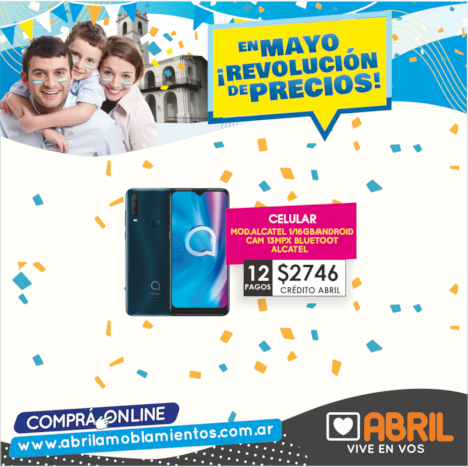 EN MAYO
¡REVOLUCIÓN
DE PRECIOS!
CELULAR
MOD.ALCATEL 1/16GB/ANDROID
CAM 13MPX BLUETOOT
ALCATEL
12 PAGOS
$2746
CRÉDITO ABRIL
COMPRÁ ONLINE
www.abrilamoblamientos.com.ar
ABRIL
VIVE EN VOS